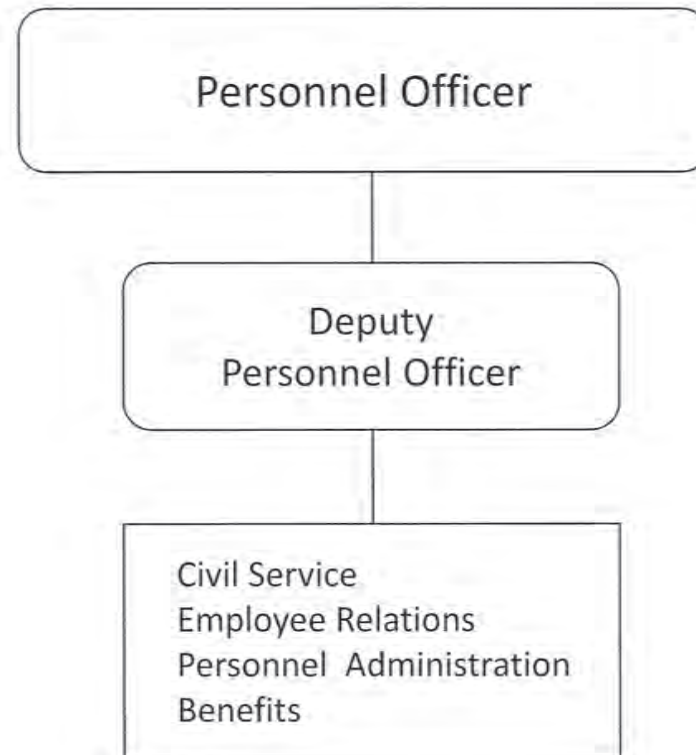 Personnel Officer
Deputy
Personnel Officer
Civil Service
Employee Relations
Personnel Administration
Benefits